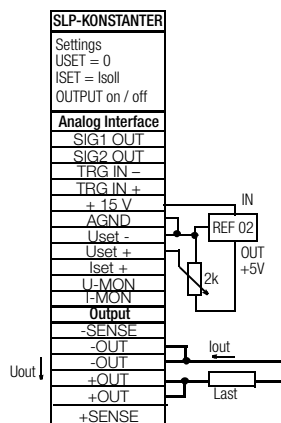 SLP-KONSTANTER
Settings
USET = 0
ISET = Isoll
OUTPUT on / off
Analog Interface
SIG1 OUT
SIG2 OUT
TRG IN –
TRG IN +
+ 15 V
AGND
Uset -
Uset +
Iset +
U-MON
I-MON
Output
-SENSE
-OUT
-OUT
+OUT
+OUT
+SENSE
IN
REF 02
OUT
+5V
2k
Iout
Uout
Last